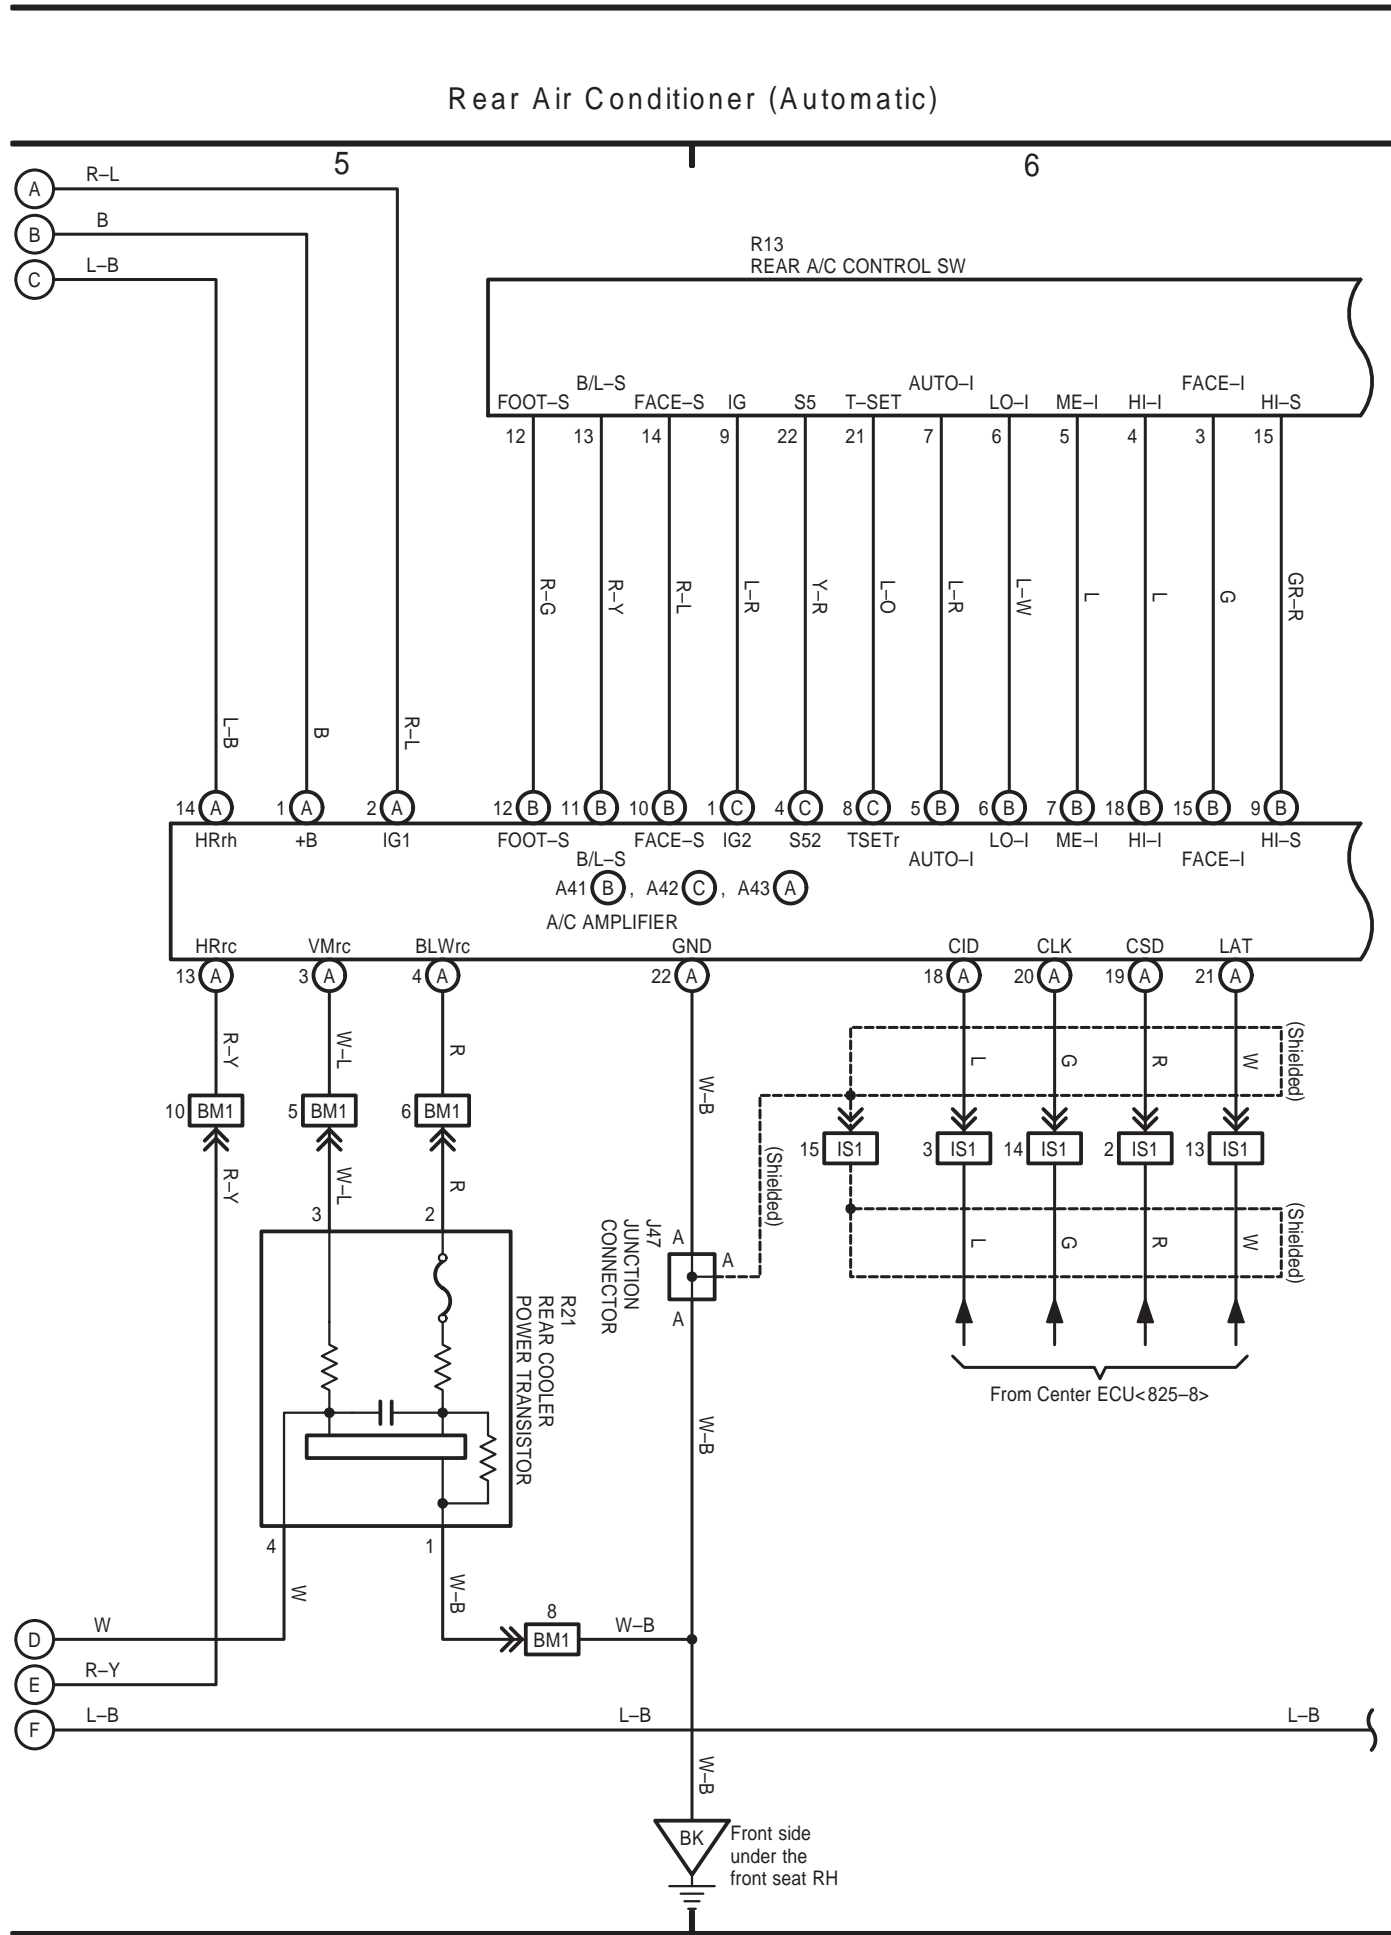 Rear Air Conditioner (Automatic)
5 6
A R–L
B B
C L–B
R13
REAR A/C CONTROL SW
B/L–S AUTO–I FACE–I
FOOT–S FACE–S IG S5 T–SET LO–I ME–I HI–I HI–S
12 13 14 9 22 21 7 6 5 4 3 15
R–G R–Y R–L L–R Y–R L–O L–R L–W L L G GR–R
L–B B R–L
14 A 1 A 2 A 12 B 11 B 10 B 1 C 4 C 8 C 5 B 6 B 7 B 18 B 15 B 9 B
HRrh +B IG1 FOOT–S FACE–S IG2 S52 TSETr LO–I ME–I HI–I HI–S
B/L–S AUTO–I FACE–I
A41 B , A42 C , A43 A
A/C AMPLIFIER
HRrc VMrc BLWrc GND CID CLK CSD LAT
13 A 3 A 4 A 22 A 18 A 20 A 19 A 21 A
R–Y W–L R W–B L G R W (Shielded)
10 BM1 5 BM1 6 BM1
15 IS1 3 IS1 14 IS1 2 IS1 13 IS1
(Shielded)
R–Y W–L R
3 2
J47
JUNCTION
CONNECTOR
A
A
A
L G R W (Shielded)
R21
REAR COOLER
POWER TRANSISTOR
From Center ECU<825–8>
W–B
4 1
W W–B
8
BM1 W–B
D W
E R–Y
F L–B L–B L–B
W–B
BK Front side
under the
front seat RH